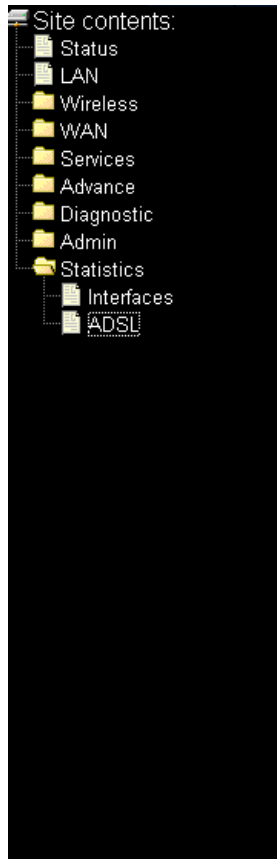 Site contents:
Status
LAN
Wireless
WAN
Services
Advance
Diagnostic
Admin
Statistics
Interfaces
ADSL